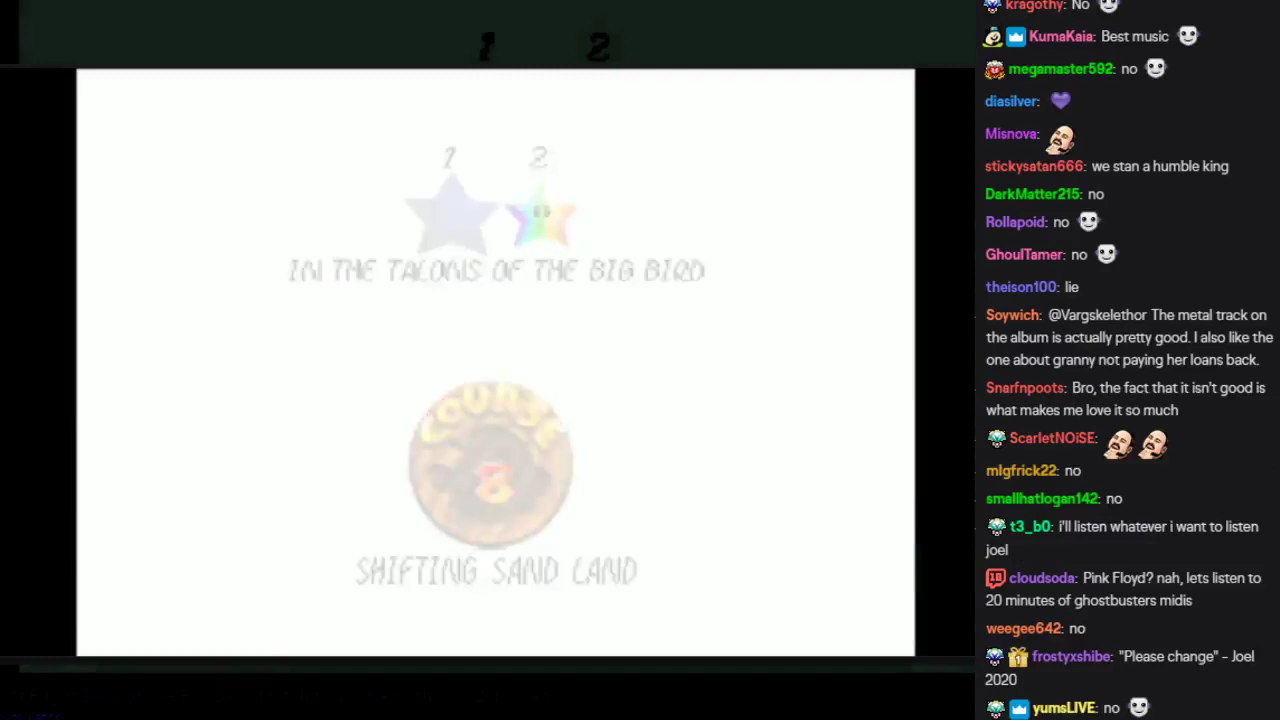 1 2
1 2
IN THE TALONS OF THE BIG BIRD
COURSE
8
SHIFTING SAND LAND
kragothy: No
KumaKaia: Best music
megamaster592: no
diasilver:
Misnova:
stickysatan666: we stan a humble king
DarkMatter215: no
Rollapoid: no
GhoulTamer: no
theison100: lie
Soywich: @Vargskelethor The metal track on
the album is actually pretty good. I also like the
one about granny not paying her loans back.
Snarfnpoots: Bro, the fact that it isn't good is
what makes me love it so much
ScarletNOiSE:
mlgfrick22: no
smallhatlogan142: no
t3_b0: i'll listen whatever i want to listen
joel
18 cloudsoda: Pink Floyd? nah, lets listen to
20 minutes of ghostbusters midis
weegee642: no
1 frostyxshibe: "Please change" - Joel
2020
yumsLIVE: no